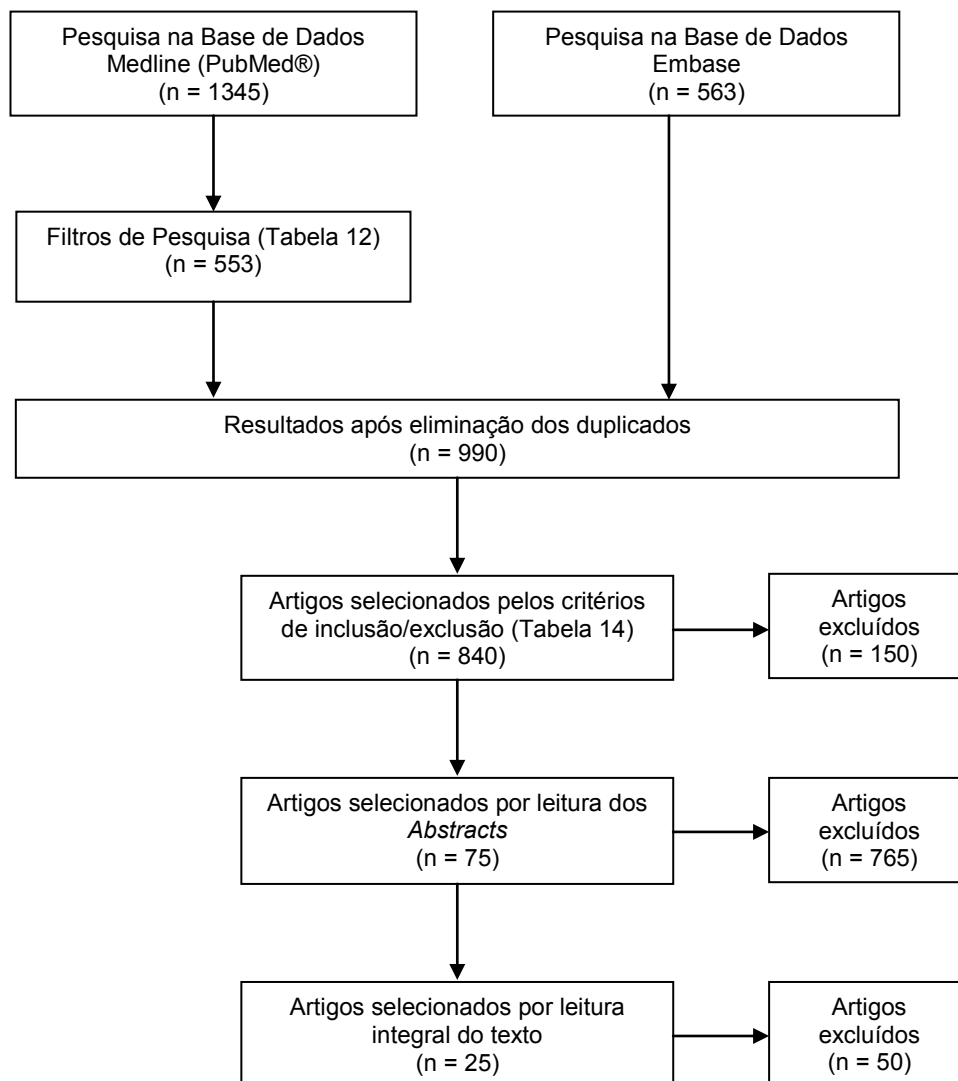 Pesquisa na Base de Dados
Medline (PubMed®)
(n = 1345)
Pesquisa na Base de Dados
Embase
(n = 563)
Filtros de Pesquisa (Tabela 12)
(n = 553)
Resultados após eliminação dos duplicados
(n = 990)
Artigos selecionados pelos critérios
de inclusão/exclusão (Tabela 14)
(n = 840)
Artigos
excluídos
(n = 150)
Artigos selecionados por leitura dos
Abstracts
(n = 75)
Artigos
excluídos
(n = 765)
Artigos selecionados por leitura
integral do texto
(n = 25)
Artigos
excluídos
(n = 50)